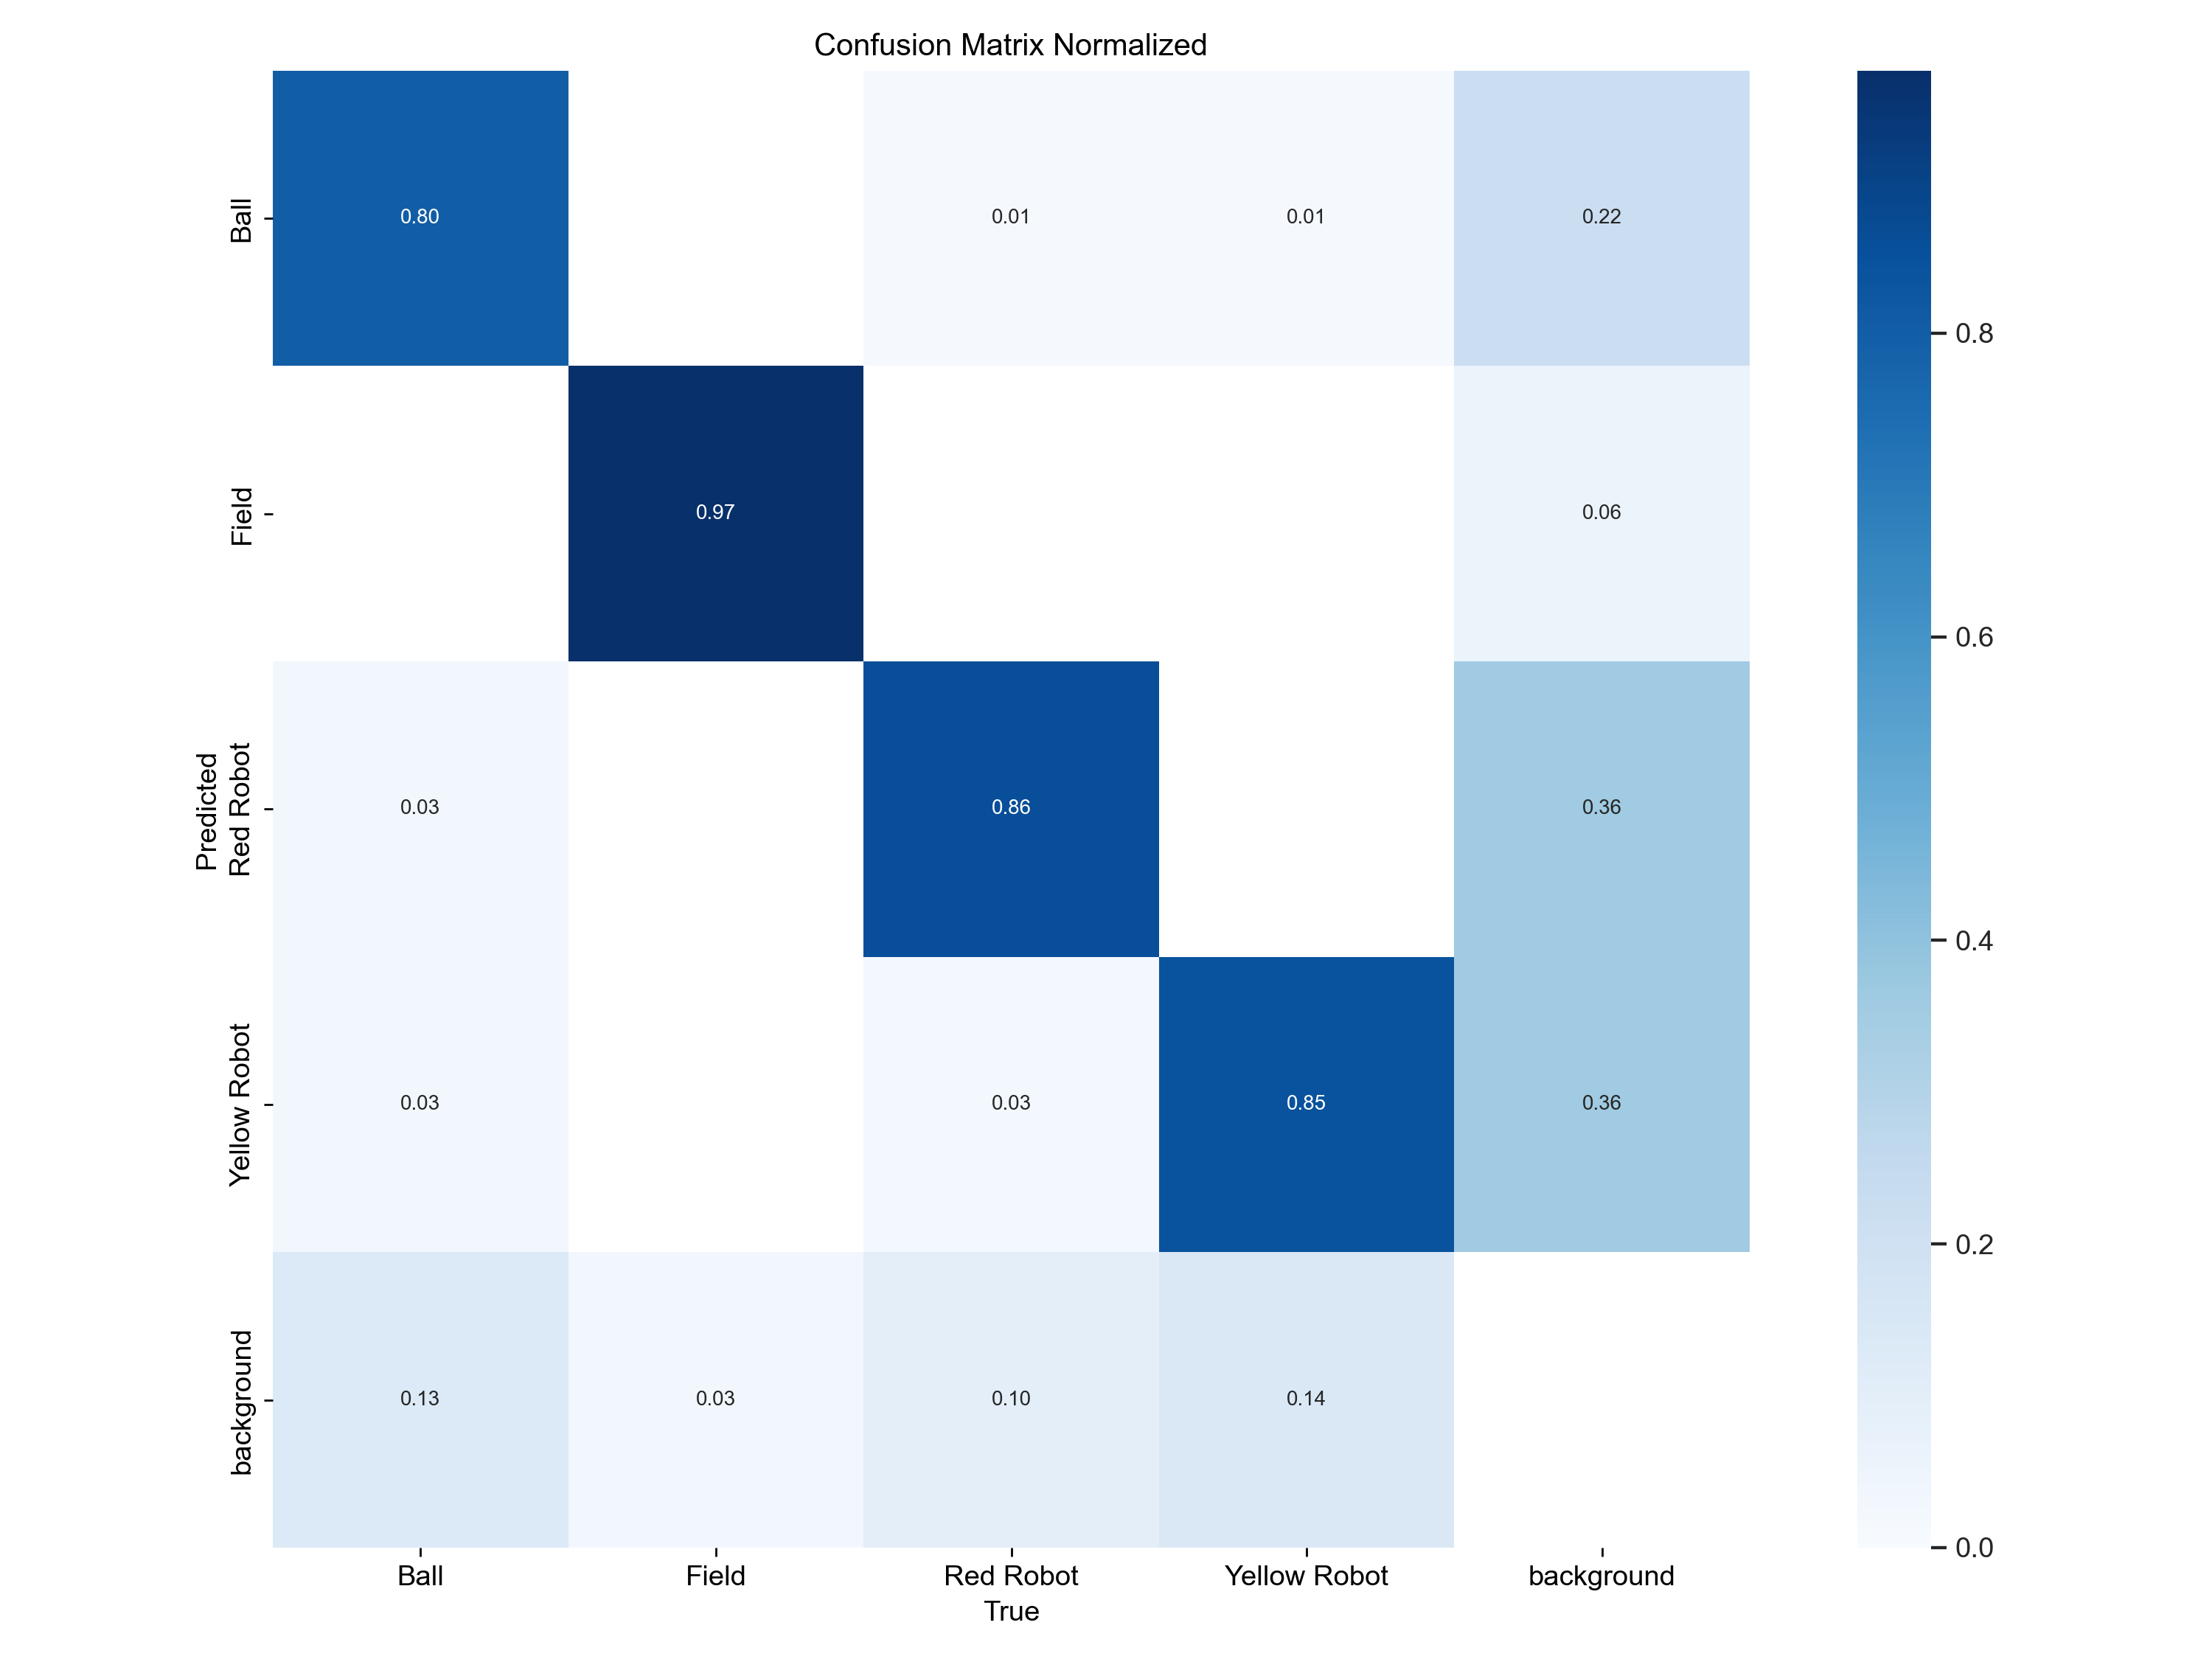 Confusion Matrix Normalized
Ball
0.80
0.01
0.01
0.22
0.8
Field
0.97
0.06
0.6
Predicted
Red Robot
0.03
0.86
0.36
0.4
Yellow Robot
0.03
0.03
0.85
0.36
0.2
background
0.13
0.03
0.10
0.14
0.0
Ball
Field
Red Robot
Yellow Robot
background
True